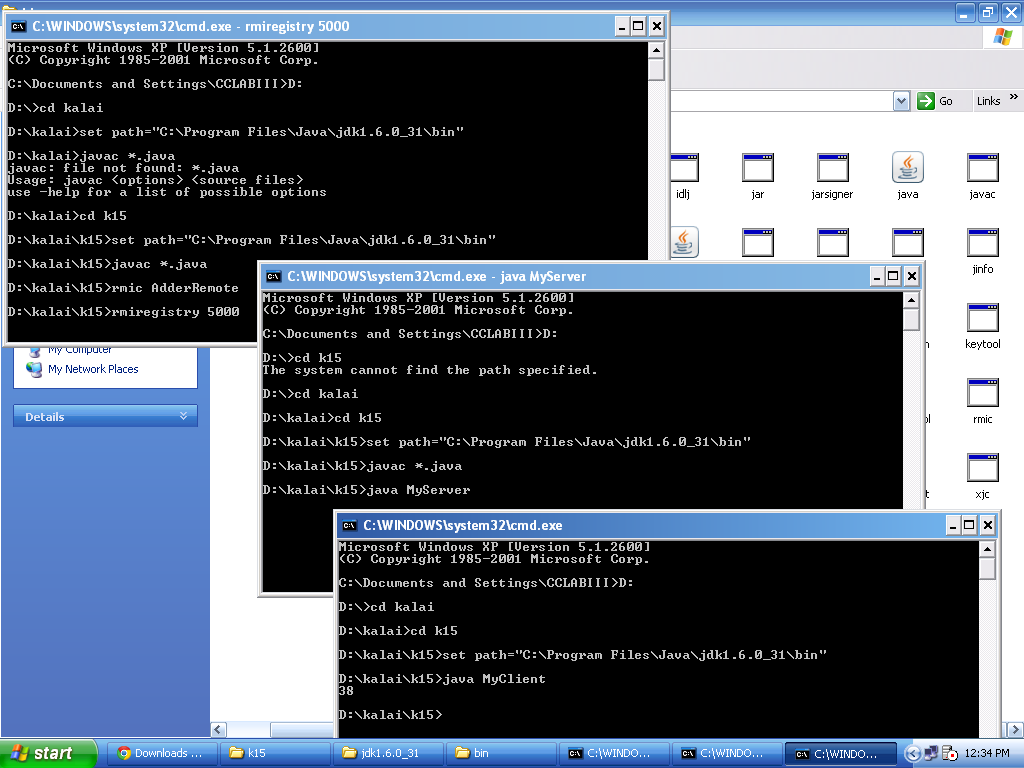 C:\WINDOWS\system32\cmd.exe - rmiregistry 5000
Microsoft Windows XP [Version 5.1.2600]
(C) Copyright 1985-2001 Microsoft Corp.
C:\Documents and Settings\CCLABIII>D:
D:\>cd kalai
D:\kalai>set path="C:\Program Files\Java\jdk1.6.0_31\bin"
D:\kalai>javac *.java
javac: file not found: *.java
Usage: javac <options> <source files>
use -help for a list of possible options
D:\kalai>cd k15
D:\kalai\k15>set path="C:\Program Files\Java\jdk1.6.0_31\bin"
D:\kalai\k15>javac *.java
D:\kalai\k15>rmic AdderRemote
D:\kalai\k15>rmiregistry 5000
Go
Links »
idlj
jar
jarsigner
java
javac
jinfo
keytool
rmic
xjc
My Computer
My Network Places
Details
C:\WINDOWS\system32\cmd.exe - java MyServer
Microsoft Windows XP [Version 5.1.2600]
(C) Copyright 1985-2001 Microsoft Corp.
C:\Documents and Settings\CCLABIII>D:
D:\>cd k15
The system cannot find the path specified.
D:\>cd kalai
D:\kalai>cd k15
D:\kalai\k15>set path="C:\Program Files\Java\jdk1.6.0_31\bin"
D:\kalai\k15>javac *.java
D:\kalai\k15>java MyServer
C:\WINDOWS\system32\cmd.exe
Microsoft Windows XP [Version 5.1.2600]
(C) Copyright 1985-2001 Microsoft Corp.
C:\Documents and Settings\CCLABIII>D:
D:\>cd kalai
D:\kalai>cd k15
D:\kalai\k15>set path="C:\Program Files\Java\jdk1.6.0_31\bin"
D:\kalai\k15>java MyClient
38
D:\kalai\k15>
start
Downloads ...
k15
jdk1.6.0_31
bin
C:\WINDO...
C:\WINDO...
C:\WINDO...
12:34 PM